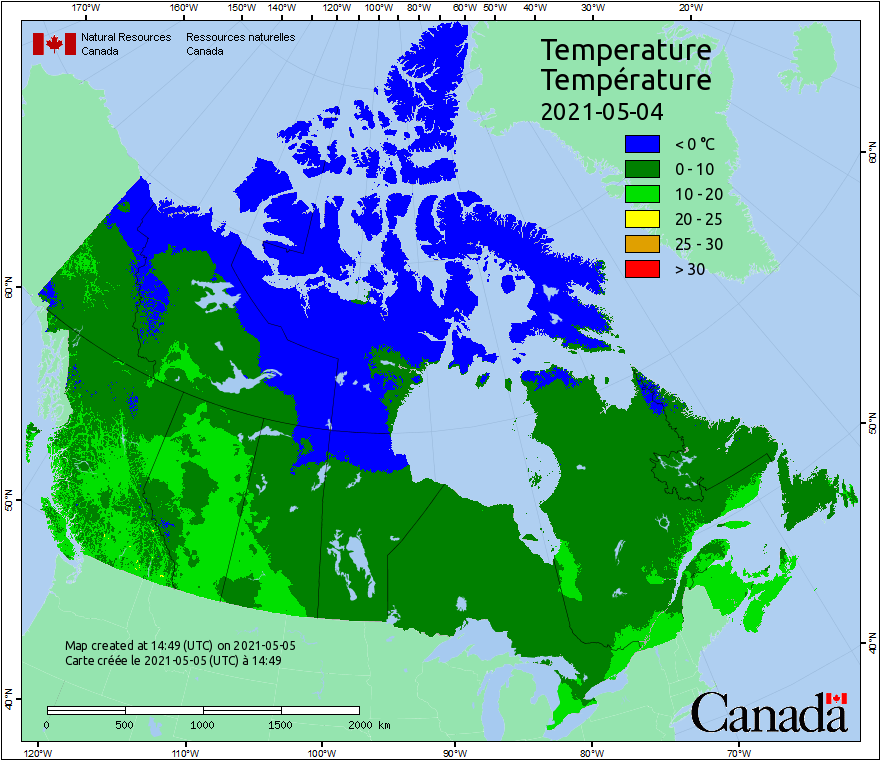 170°W 160°W 150°W 140°W 130°W 120°W 110°W 100°W 90°W 80°W 60°W 50°W 40°W 30°W 20°W
Natural Resources Ressources naturelles
Canada Canada
Temperature
Température
2021-05-04
< 0 °C
0 - 10
10 - 20
20 - 25
25 - 30
> 30
60°N
60°N
50°N
50°N
40°N
40°N
Map created at 14:49 (UTC) on 2021-05-05
Carte créée le 2021-05-05 (UTC) à 14:49
0 500 1000 1500 2000 km
Canada
120°W 110°W 100°W 90°W 80°W 70°W